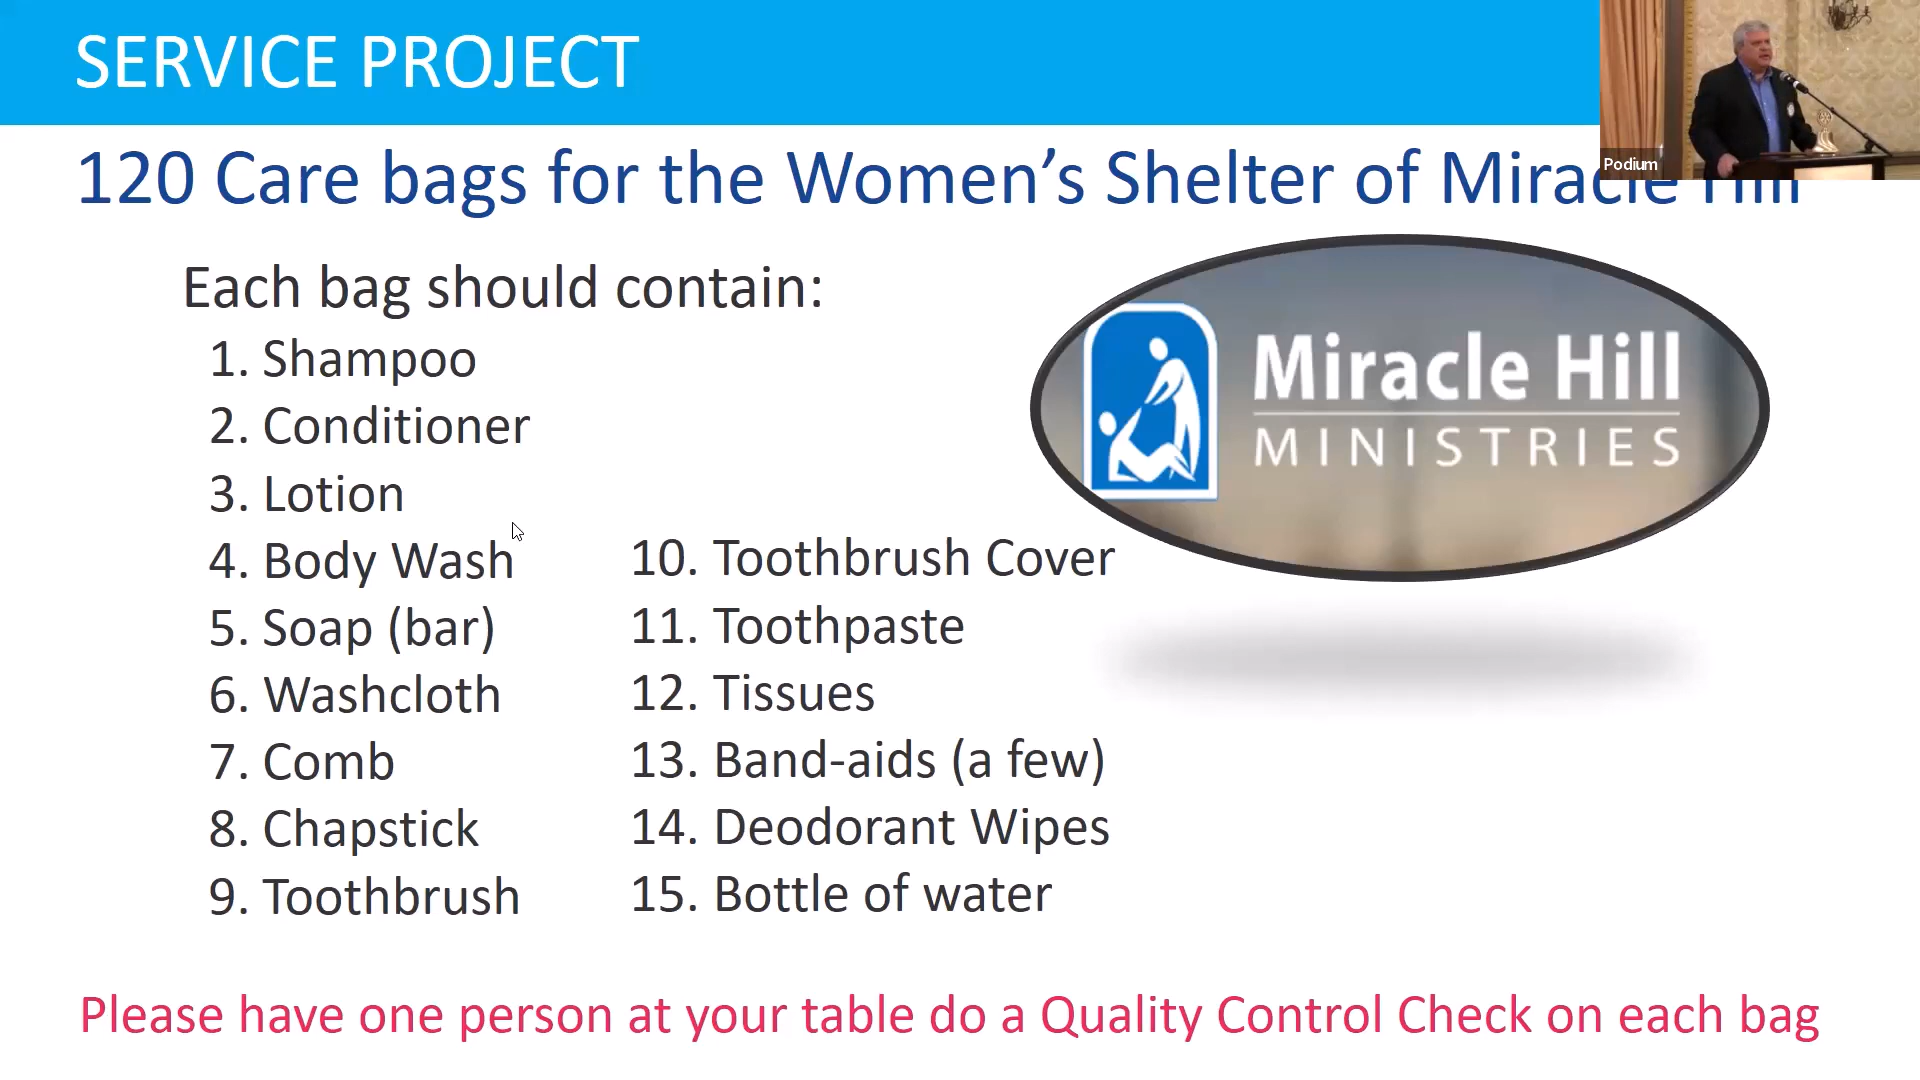 SERVICE PROJECT
Podium
120 Care bags for the Women’s Shelter of Miracle Hill
Each bag should contain:
1. Shampoo
2. Conditioner
3. Lotion
4. Body Wash
5. Soap (bar)
6. Washcloth
7. Comb
8. Chapstick
9. Toothbrush
10. Toothbrush Cover
11. Toothpaste
12. Tissues
13. Band-aids (a few)
14. Deodorant Wipes
15. Bottle of water
Miracle Hill
MINISTRIES
Please have one person at your table do a Quality Control Check on each bag